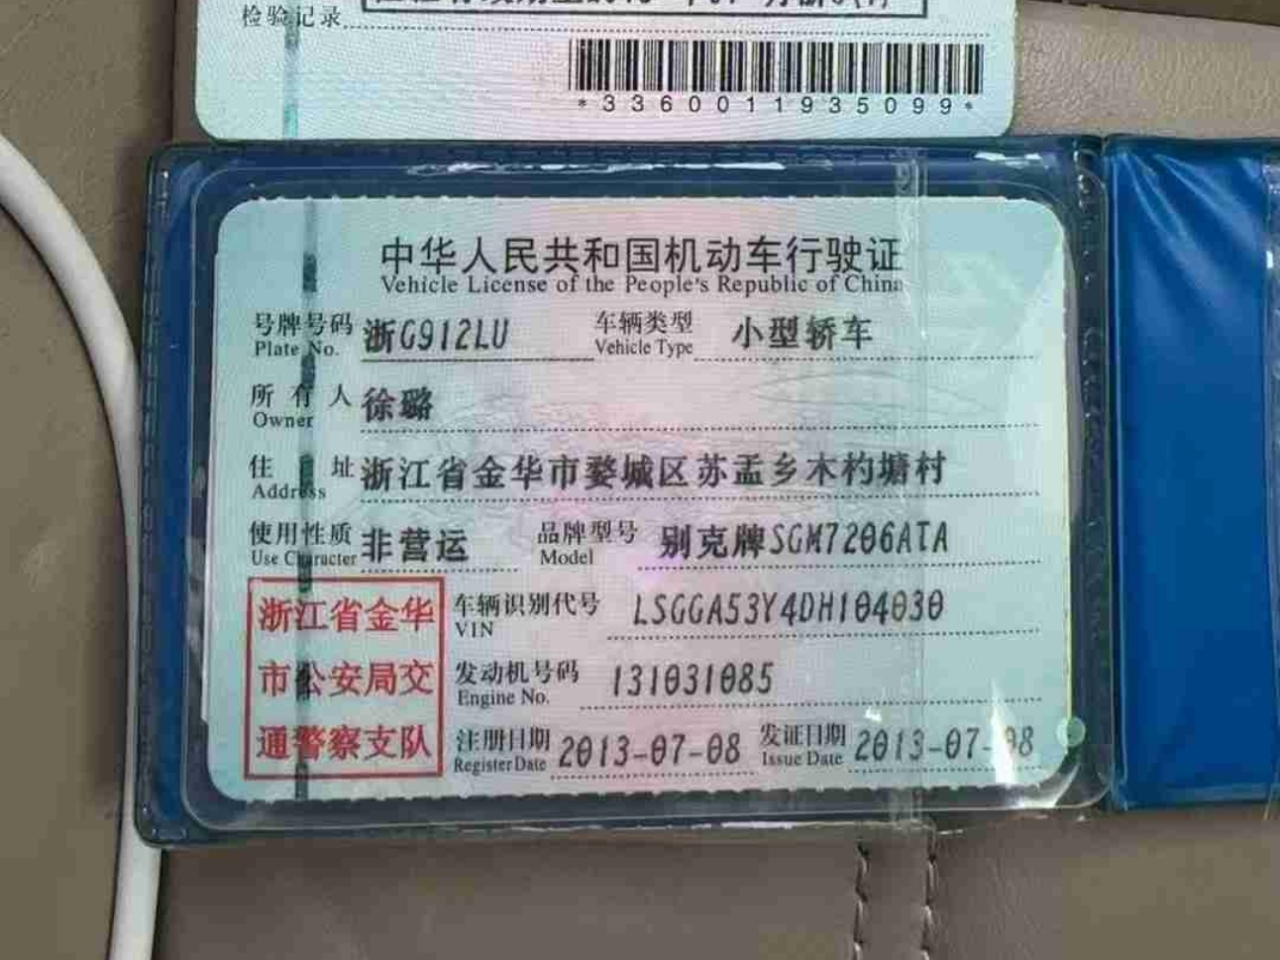 检验记录
*336001193509​9*
中华人民共和国机动车行驶证
Vehicle License of the People's Republic of China
号牌号码 浙G912LU 车辆类型 小型轿车
Plate No. Vehicle Type
所有人 徐璐
Owner
住址 浙江省金华市婺城区苏孟乡木杓塘村
Address
使用性质 非营运 品牌型号 别克牌SGM7206ATA
Use Character Model
浙江省金华 车辆识别代号 LSGGA53Y4DH104030
VIN
市公安局交 发动机号码 131031085
Engine No.
通警察支队 注册日期 2013-07-08 发证日期 2013-07-08
Register Date Issue Date